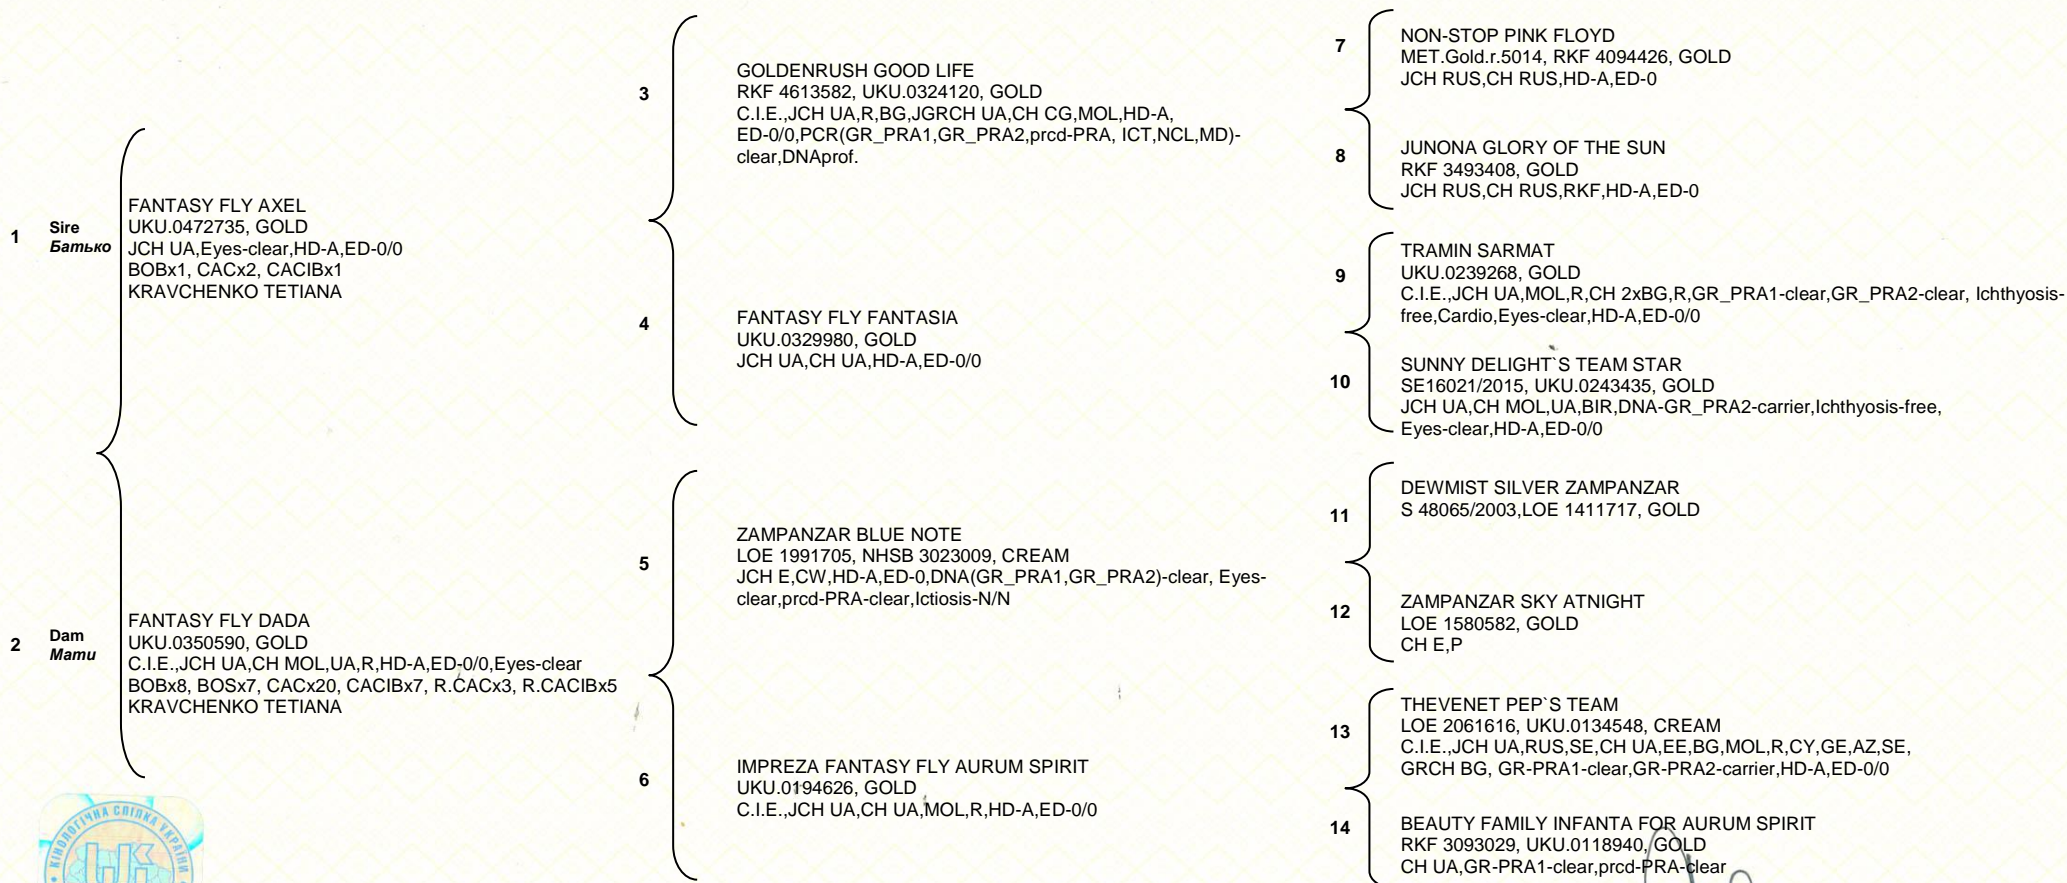 1
Sire
Батько
FANTASY FLY AXEL
UKU.0472735, GOLD
JCH UA,Eyes-clear,HD-A,ED-0/0
BOBx1, CACx2, CACIBx1
KRAVCHENKO TETIANA
2
Dam
Мати
FANTASY FLY DADA
UKU.0350590, GOLD
C.I.E.,JCH UA,CH MOL,UA,R,HD-A,ED-0/0,Eyes-clear
BOBx8, BOSx7, CACx20, CACIBx7, R.CACx3, R.CACIBx5
KRAVCHENKO TETIANA
3
GOLDENRUSH GOOD LIFE
RKF 4613582, UKU.0324120, GOLD
C.I.E.,JCH UA,R,BG,JGRCH UA,CH CG,MOL,HD-A,
ED-0/0,PCR(GR_PRA1,GR_PRA2,prcd-PRA, ICT,NCL,MD)-
clear,DNAprof.
4
FANTASY FLY FANTASIA
UKU.0329980, GOLD
JCH UA,CH UA,HD-A,ED-0/0
5
ZAMPANZAR BLUE NOTE
LOE 1991705, NHSB 3023009, CREAM
JCH E,CW,HD-A,ED-0,DNA(GR_PRA1,GR_PRA2)-clear, Eyes-
clear,prcd-PRA-clear,Ictiosis-N/N
6
IMPREZA FANTASY FLY AURUM SPIRIT
UKU.0194626, GOLD
C.I.E.,JCH UA,CH UA,MOL,R,HD-A,ED-0/0
7
NON-STOP PINK FLOYD
MET.Gold.r.5014, RKF 4094426, GOLD
JCH RUS,CH RUS,HD-A,ED-0
8
JUNONA GLORY OF THE SUN
RKF 3493408, GOLD
JCH RUS,CH RUS,RKF,HD-A,ED-0
9
TRAMIN SARMAT
UKU.0239268, GOLD
C.I.E.,JCH UA,MOL,R,CH 2xBG,R,GR_PRA1-clear,GR_PRA2-clear, Ichthyosis-
free,Cardio,Eyes-clear,HD-A,ED-0/0
10
SUNNY DELIGHT`S TEAM STAR
SE16021/2015, UKU.0243435, GOLD
JCH UA,CH MOL,UA,BIR,DNA-GR_PRA2-carrier,Ichthyosis-free,
Eyes-clear,HD-A,ED-0/0
11
DEWMIST SILVER ZAMPANZAR
S 48065/2003,LOE 1411717, GOLD
12
ZAMPANZAR SKY ATNIGHT
LOE 1580582, GOLD
CH E,P
13
THEVENET PEP`S TEAM
LOE 2061616, UKU.0134548, CREAM
C.I.E.,JCH UA,RUS,SE,CH UA,EE,BG,MOL,R,CY,GE,AZ,SE,
GRCH BG, GR-PRA1-clear,GR-PRA2-carrier,HD-A,ED-0/0
14
BEAUTY FAMILY INFANTA FOR AURUM SPIRIT
RKF 3093029, UKU.0118940, GOLD
CH UA,GR-PRA1-clear,prcd-PRA-clear
КІНОЛОГІЧНА СПІЛКА УКРАЇНИ